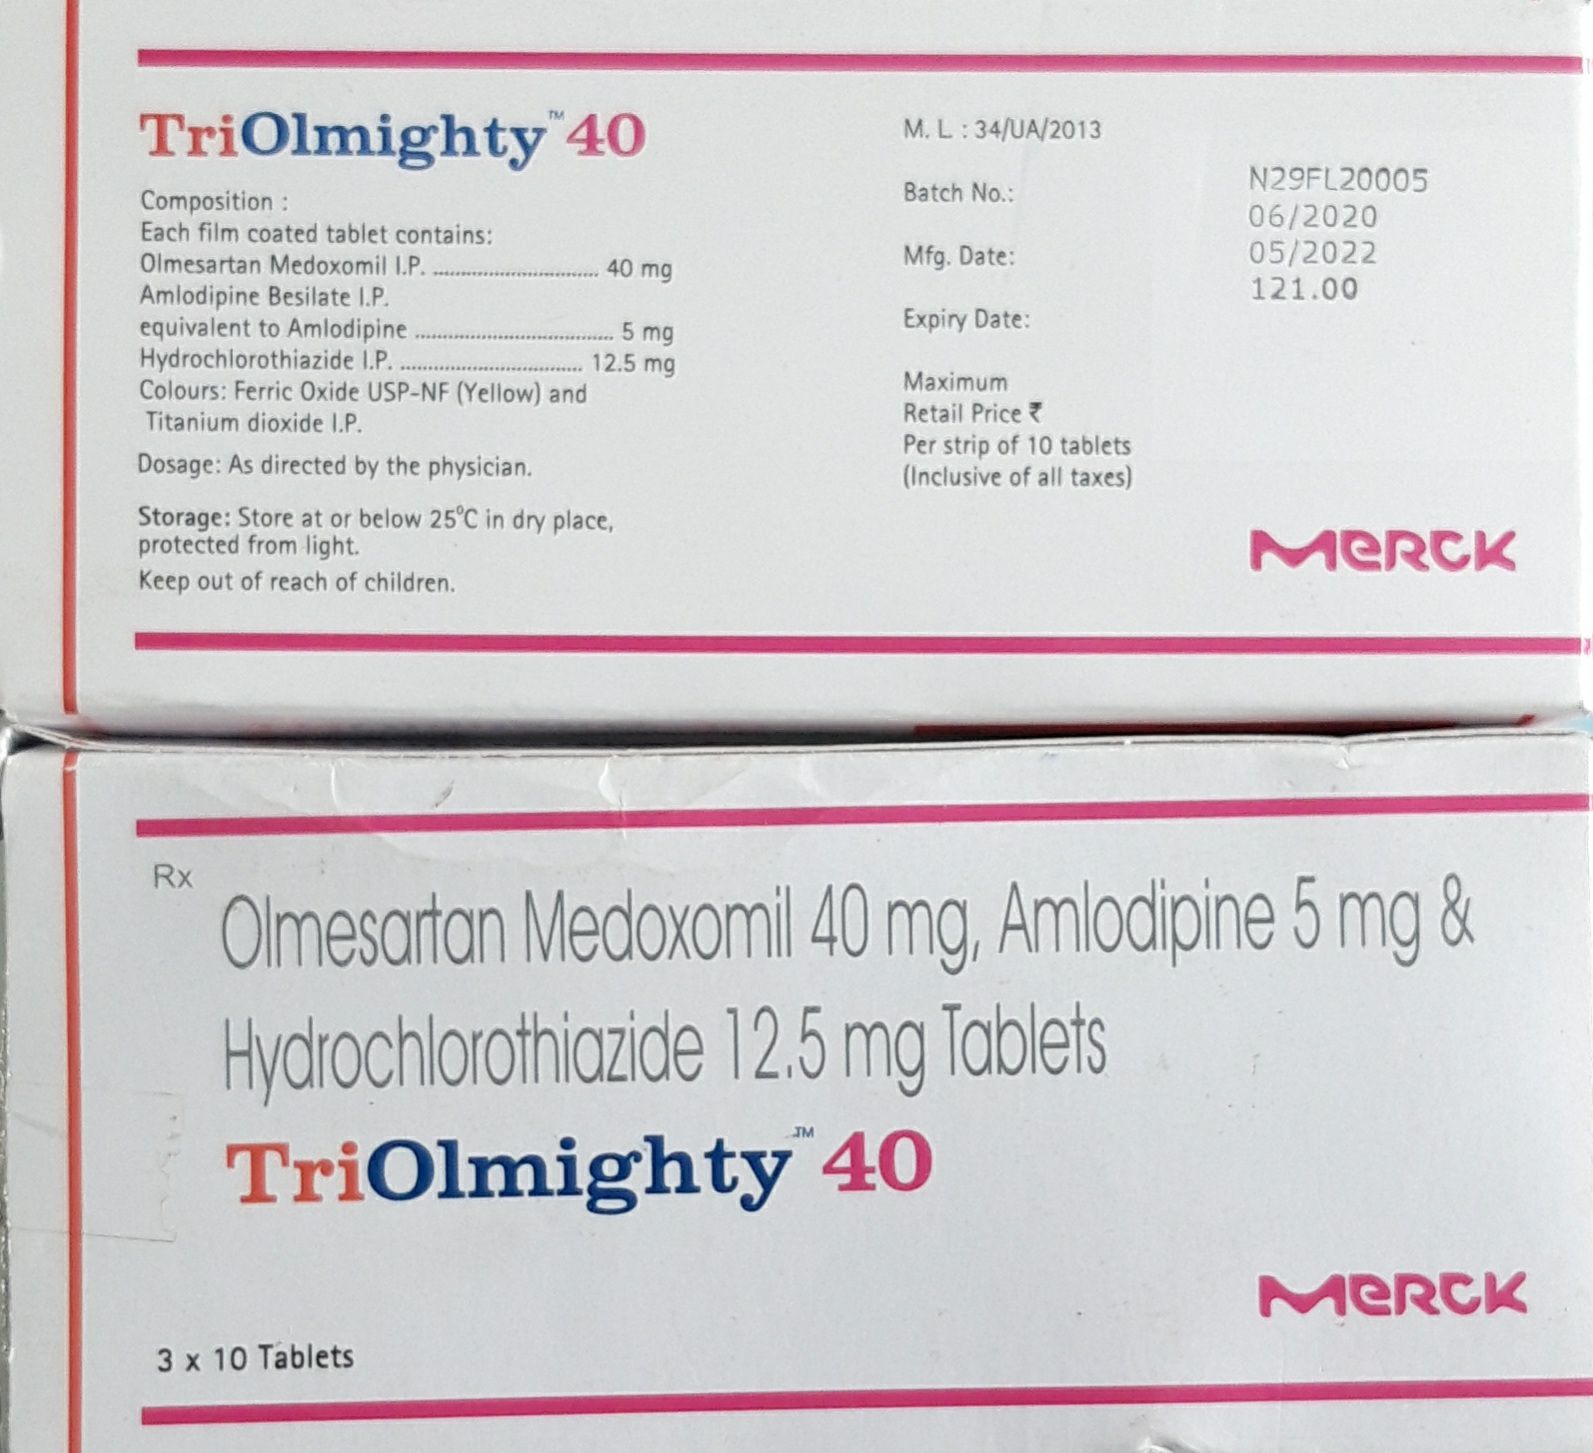 TriOlmighty™ 40
Composition :
Each film coated tablet contains:
Olmesartan Medoxomil I.P. .............................. 40 mg
Amlodipine Besilate I.P.
equivalent to Amlodipine .................................... 5 mg
Hydrochlorothiazide I.P. ................................. 12.5 mg
Colours: Ferric Oxide USP-NF (Yellow) and
Titanium dioxide I.P.
Dosage: As directed by the physician.
Storage: Store at or below 25°C in dry place,
protected from light.
Keep out of reach of children.
M. L : 34/UA/2013
Batch No.:
Mfg. Date:
Expiry Date:
Maximum
Retail Price ₹
Per strip of 10 tablets
(Inclusive of all taxes)
N29FL20005
06/2020
05/2022
121.00
MERCK
Rx
Olmesartan Medoxomil 40 mg, Amlodipine 5 mg &
Hydrochlorothiazide 12.5 mg Tablets
TriOlmighty™ 40
MERCK
3 x 10 Tablets